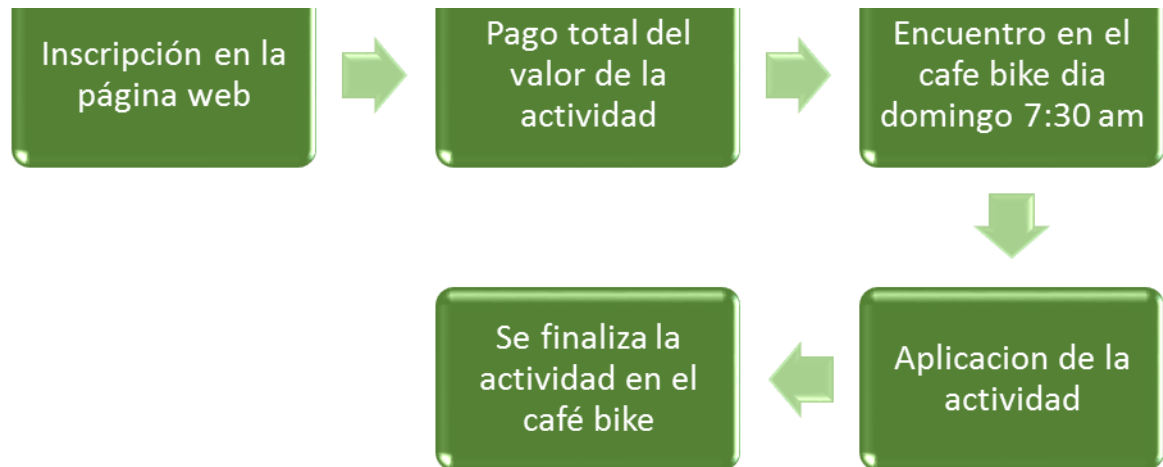 Inscripción en la
página web
Pago total del
valor de la
actividad
Encuentro en el
cafe bike dia
domingo 7:30 am
Aplicacion de la
actividad
Se finaliza la
actividad en el
café bike